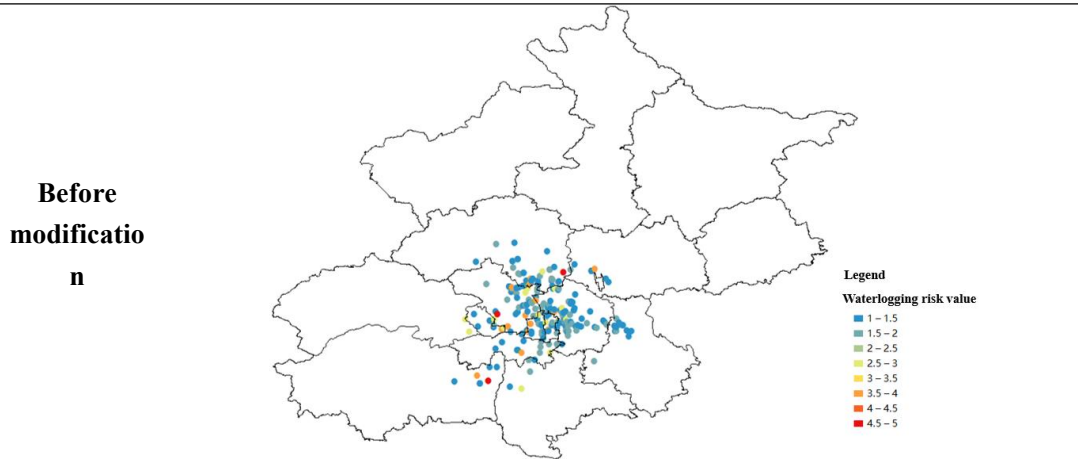 Before
modificatio
n
Legend
Waterlogging risk value
1 – 1.5
1.5 – 2
2 – 2.5
2.5 – 3
3 – 3.5
3.5 – 4
4 – 4.5
4.5 – 5